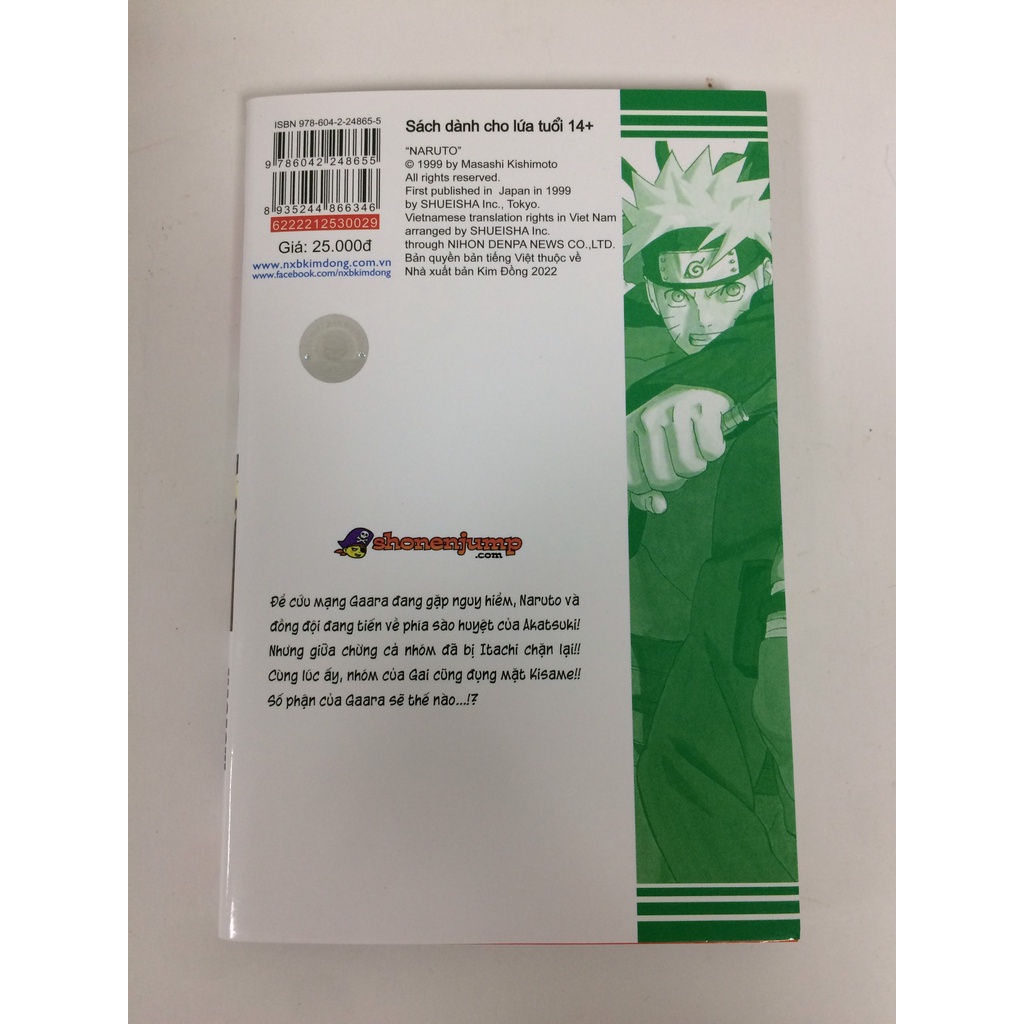 ISBN 978-604-2-24865-5
9 786042 248655
8 935244 866346
6222212530029
Giá: 25.000đ
www.nxbkimdong.com.vn
www.facebook.com/nxbkimdong
Sách dành cho lứa tuổi 14+
“NARUTO”
© 1999 by Masashi Kishimoto
All rights reserved.
First published in Japan in 1999
by SHUEISHA Inc., Tokyo.
Vietnamese translation rights in Viet Nam
arranged by SHUEISHA Inc.
through NIHON DENPA NEWS CO.,LTD.
Bản quyền bản tiếng Việt thuộc về
Nhà xuất bản Kim Đồng 2022
shonenjump
.com
Để cứu mạng Gaara đang gặp nguy hiểm, Naruto và
đồng đội đang tiến về phía sào huyệt của Akatsuki!
Nhưng giữa chừng cả nhóm đã bị Itachi chặn lại!!
Cùng lúc ấy, nhóm của Gai cũng đụng mặt Kisame!!
Số phận của Gaara sẽ thế nào...!?